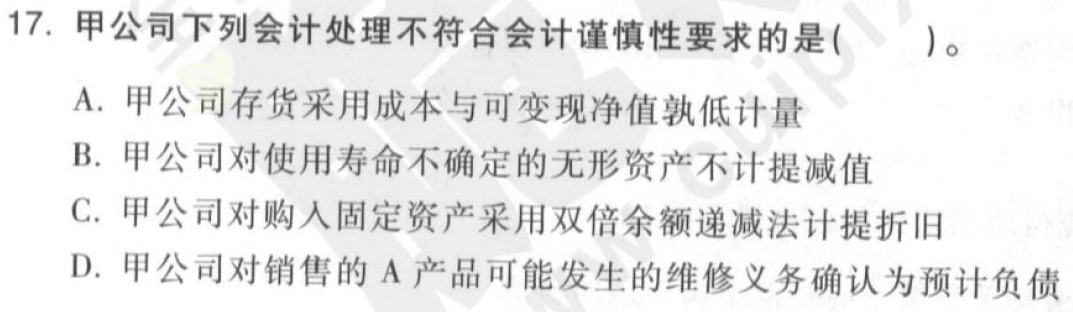 17. 甲公司下列会计处理不符合会计谨慎性要求的是(　　)。
A. 甲公司存货采用成本与可变现净值孰低计量
B. 甲公司对使用寿命不确定的无形资产不计提减值
C. 甲公司对购入固定资产采用双倍余额递减法计提折旧
D. 甲公司对销售的 A 产品可能发生的维修义务确认为预计负债